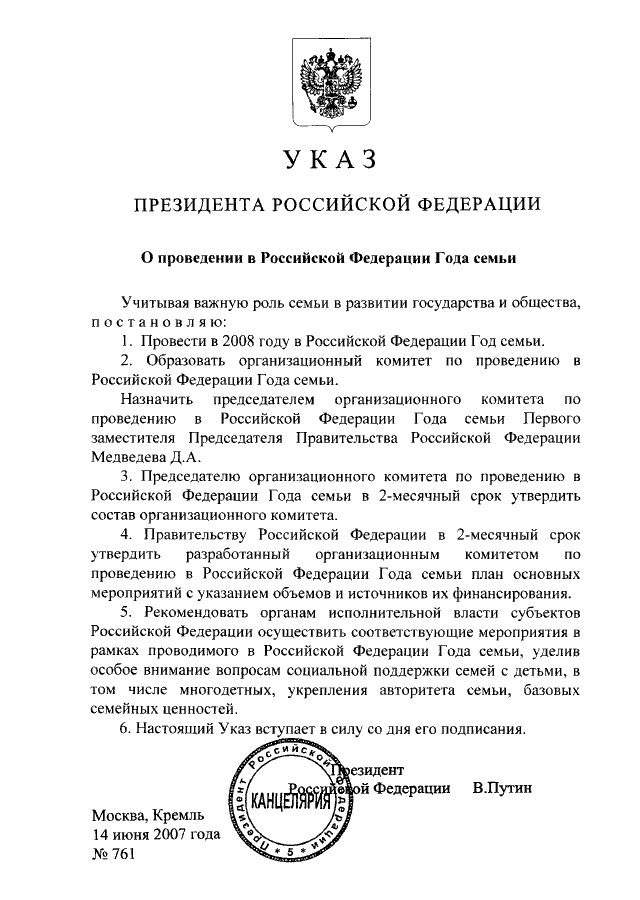 У К А З
ПРЕЗИДЕНТА РОССИЙСКОЙ ФЕДЕРАЦИИ
О проведении в Российской Федерации Года семьи
Учитывая важную роль семьи в развитии государства и общества,
п о с т а н о в л я ю:
1. Провести в 2008 году в Российской Федерации Год семьи.
2. Образовать организационный комитет по проведению в
Российской Федерации Года семьи.
Назначить председателем организационного комитета по
проведению в Российской Федерации Года семьи Первого
заместителя Председателя Правительства Российской Федерации
Медведева Д.А.
3. Председателю организационного комитета по проведению в
Российской Федерации Года семьи в 2-месячный срок утвердить
состав организационного комитета.
4. Правительству Российской Федерации в 2-месячный срок
утвердить разработанный организационным комитетом по
проведению в Российской Федерации Года семьи план основных
мероприятий с указанием объемов и источников их финансирования.
5. Рекомендовать органам исполнительной власти субъектов
Российской Федерации осуществить соответствующие мероприятия в
рамках проводимого в Российской Федерации Года семьи, уделив
особое внимание вопросам социальной поддержки семей с детьми, в
том числе многодетных, укрепления авторитета семьи, базовых
семейных ценностей.
6. Настоящий Указ вступает в силу со дня его подписания.
Президент
Российской Федерации В.Путин
Президент Российской Федерации * 5 *
КАНЦЕЛЯРИЯ
Москва, Кремль
14 июня 2007 года
№ 761